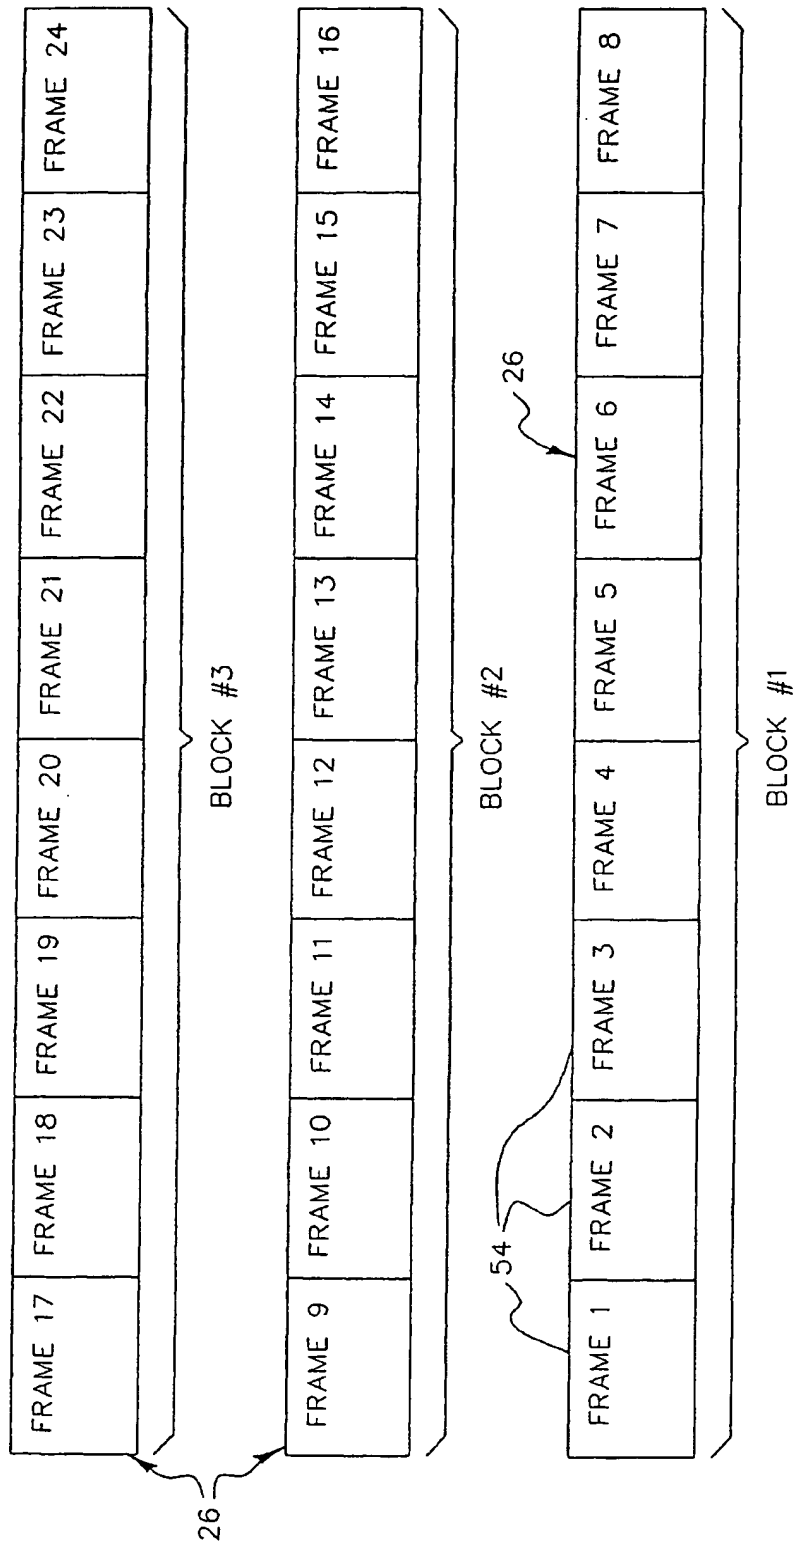 FRAME 17
FRAME 18
FRAME 19
FRAME 20
FRAME 21
FRAME 22
FRAME 23
FRAME 24
BLOCK #3
26
FRAME 9
FRAME 10
FRAME 11
FRAME 12
FRAME 13
FRAME 14
FRAME 15
FRAME 16
BLOCK #2
54
26
FRAME 1
FRAME 2
FRAME 3
FRAME 4
FRAME 5
FRAME 6
FRAME 7
FRAME 8
BLOCK #1